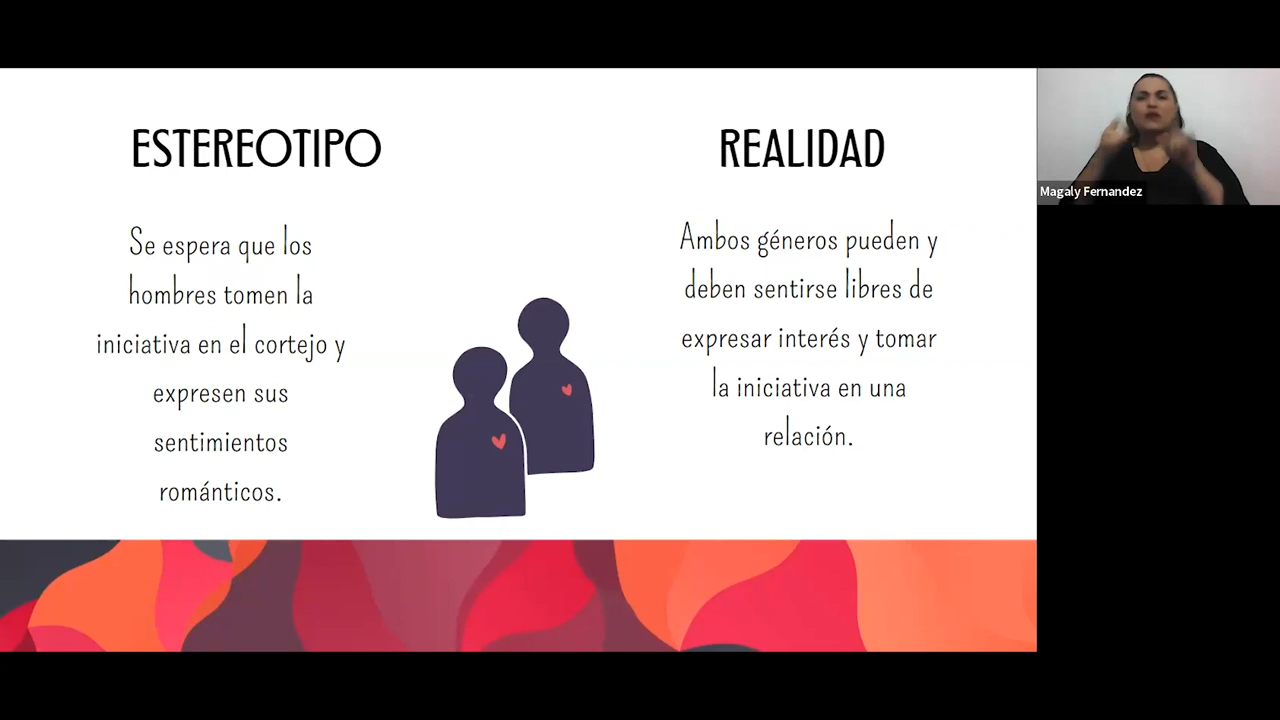 ESTEREOTIPO
Se espera que los
hombres tomen la
iniciativa en el cortejo y
expresen sus
sentimientos
románticos.
REALIDAD
Ambos géneros pueden y
deben sentirse libres de
expresar interés y tomar
la iniciativa en una
relación.
Magaly Fernandez